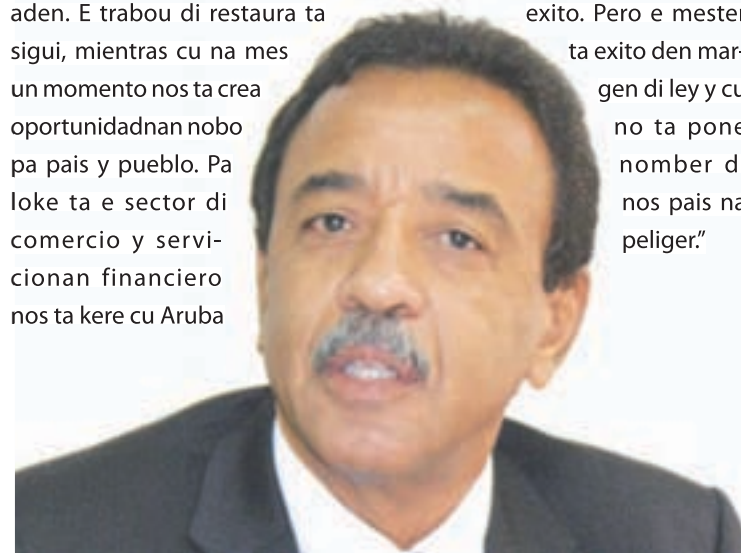 aden. E trabou di restaura ta
sigui, mientras cu na mes
un momento nos ta crea
oportunidadnan nobo
pa pais y pueblo. Pa
loke ta e sector di
comercio y servi-
cionan financiero
nos ta kere cu Aruba
exito. Pero e mester
ta exito den mar-
gen di ley y cu
no ta pone
nomber d
nos pais na
peliger.”